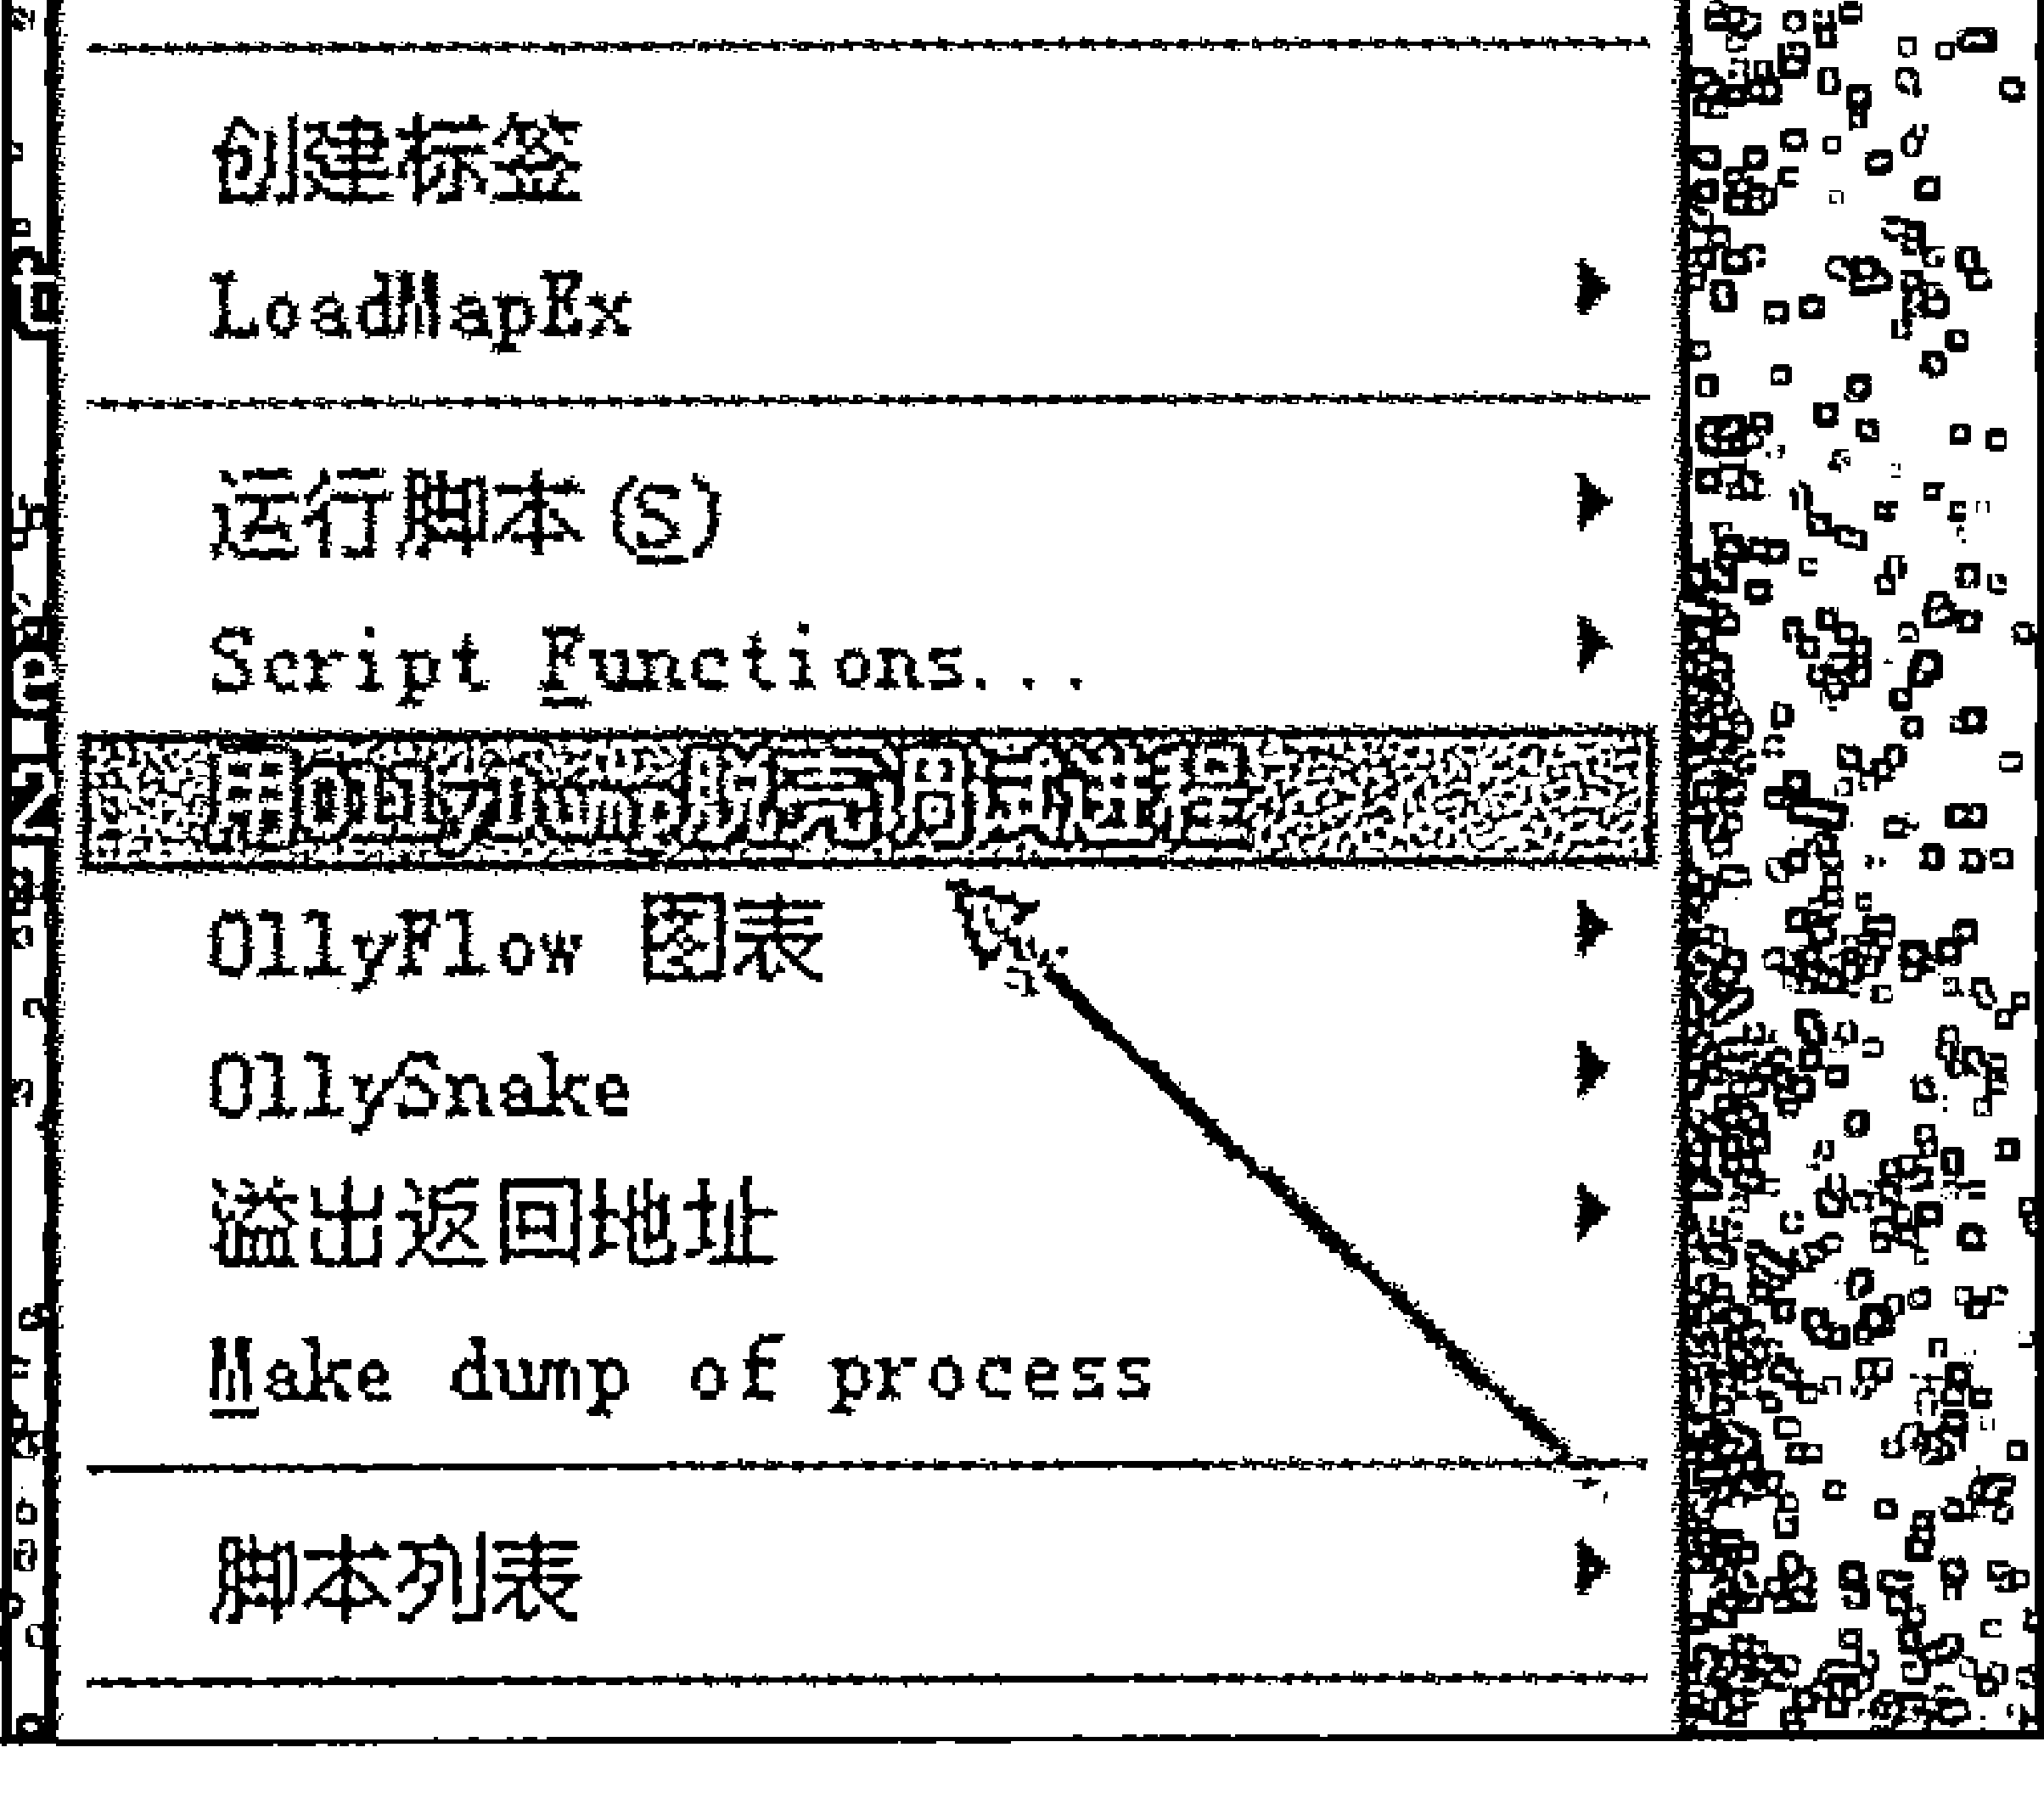 创建标签
LoadMapEx
运行脚本(S)
Script Functions...
用OllyDump脱壳调试进程
OllyFlow 图表
OllySnake
溢出返回地址
Make dump of process
脚本列表